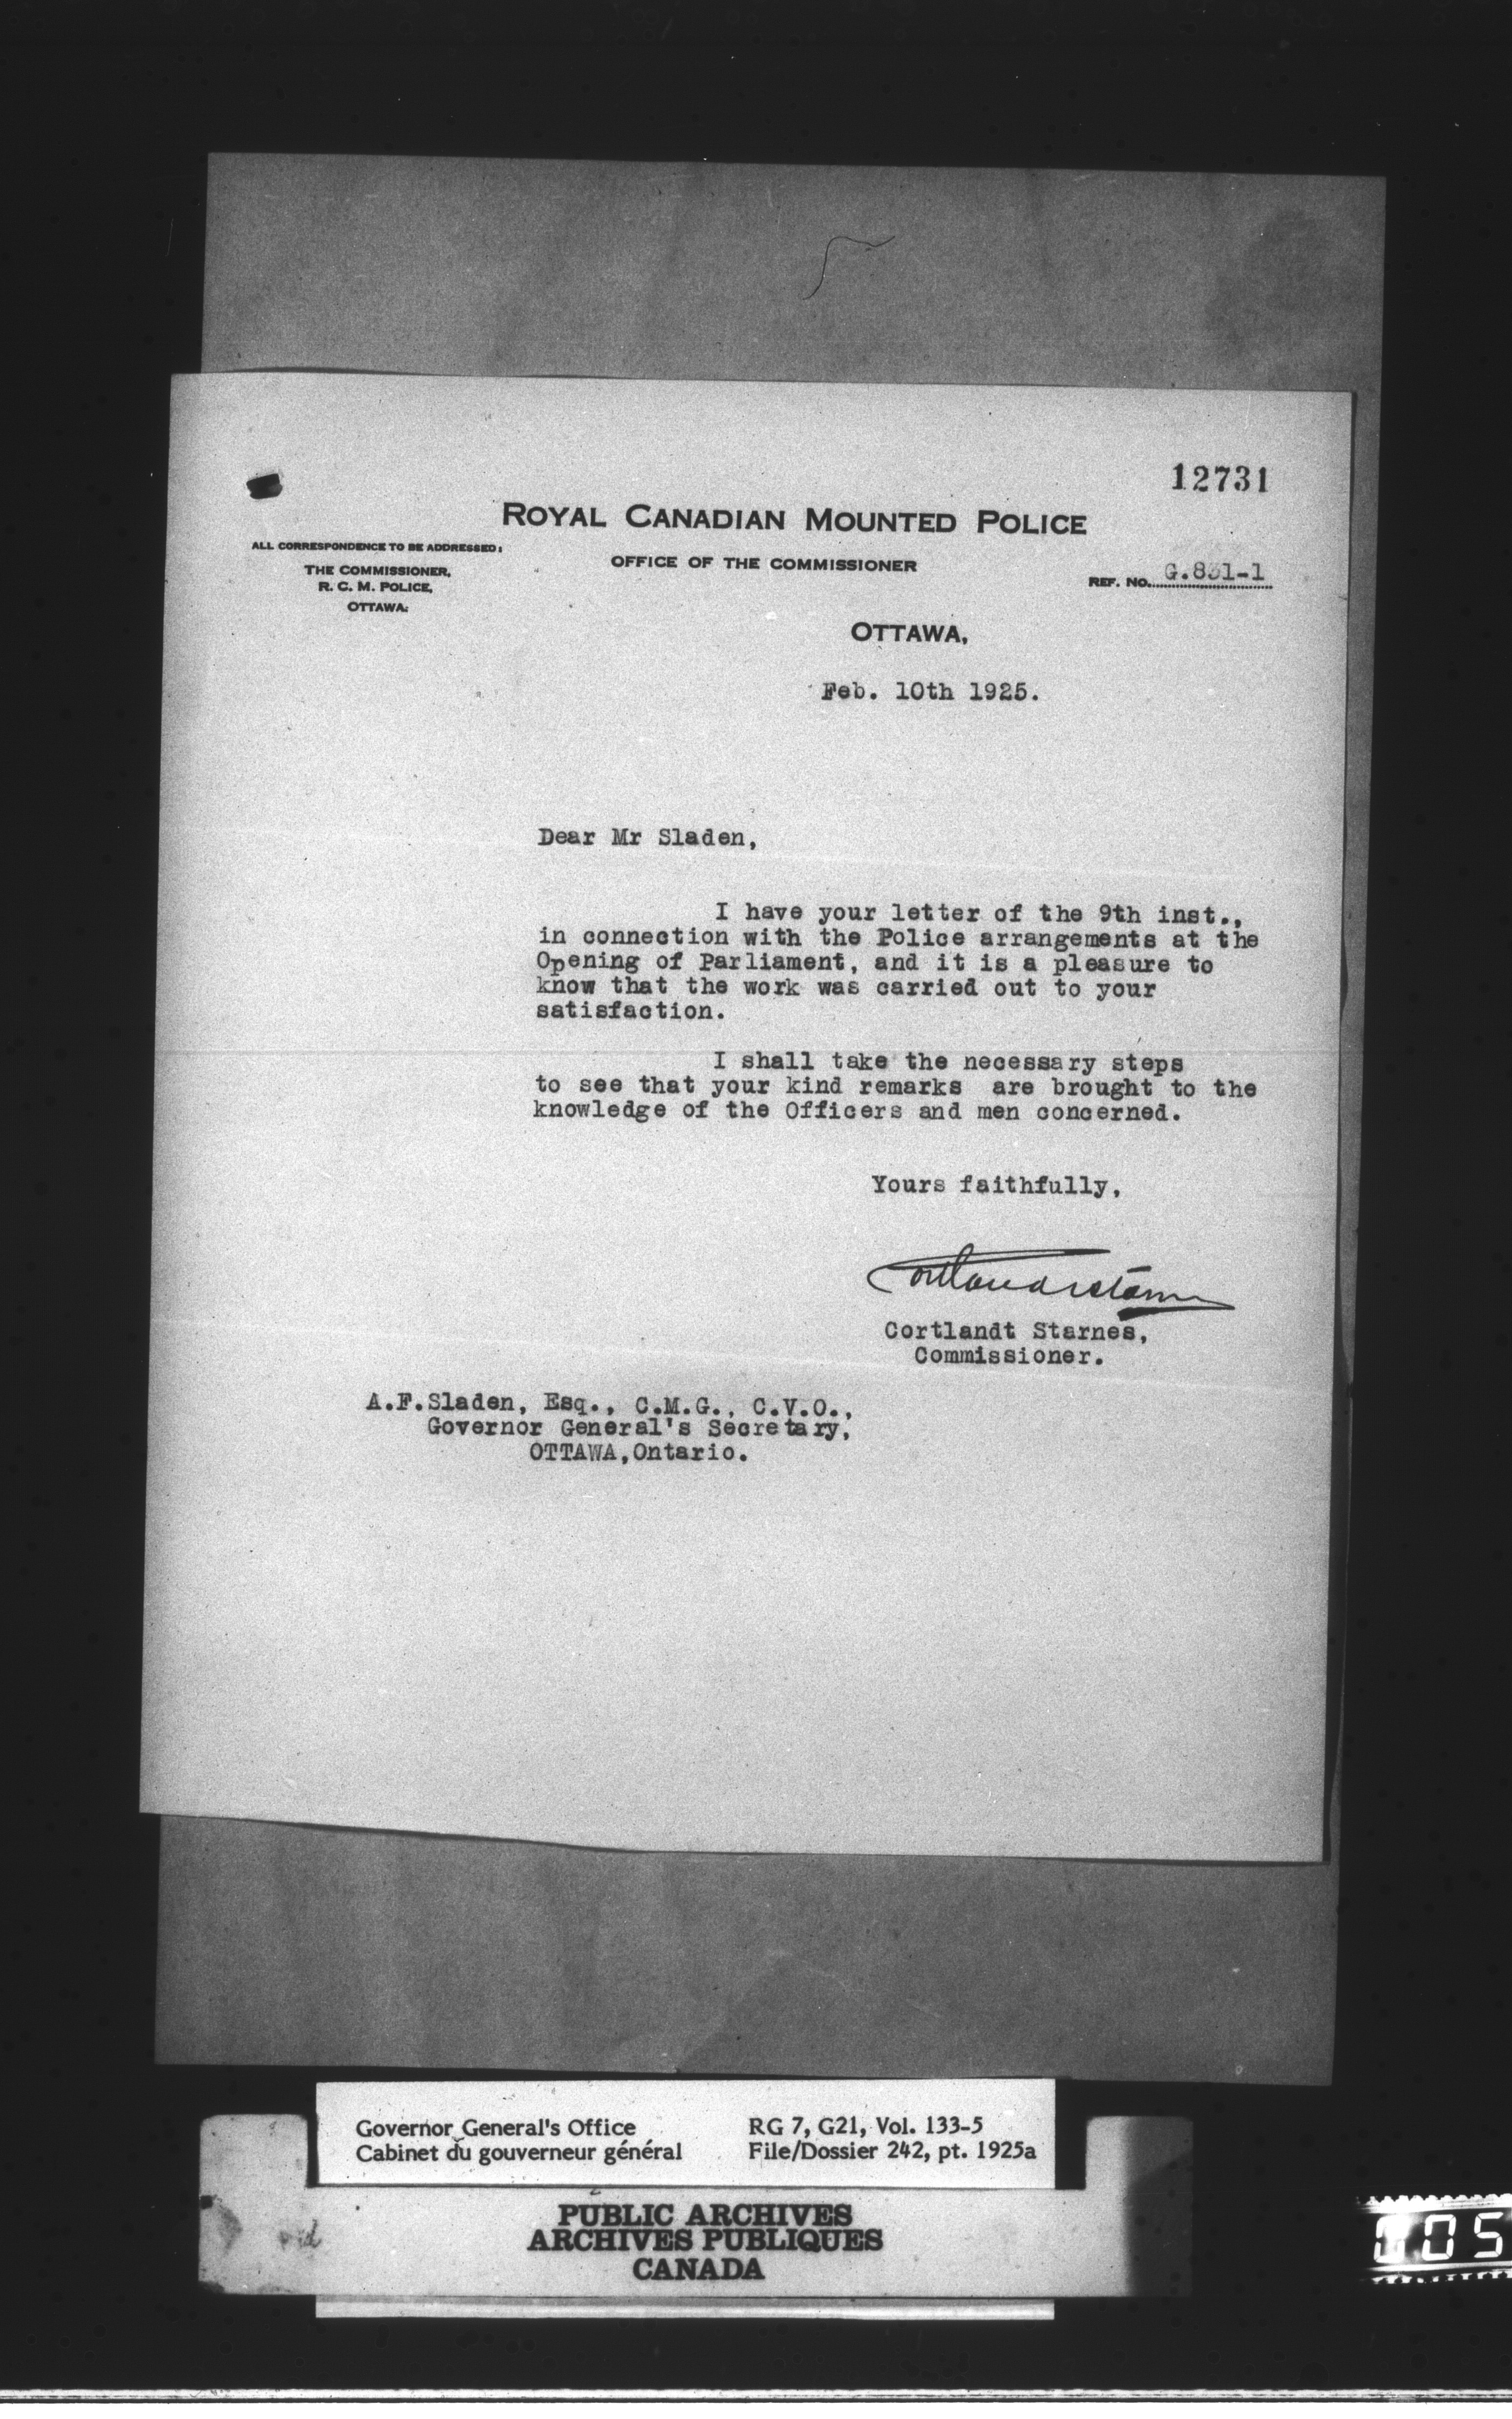 12731
ROYAL CANADIAN MOUNTED POLICE
ALL CORRESPONDENCE TO BE ADDRESSED:
THE COMMISSIONER,
R. C. M. POLICE,
OTTAWA.
OFFICE OF THE COMMISSIONER
REF. NO. G.831-1
OTTAWA,
Feb. 10th 1925.
Dear Mr Sladen,
I have your letter of the 9th inst.,
in connection with the Police arrangements at the
Opening of Parliament, and it is a pleasure to
know that the work was carried out to your
satisfaction.
I shall take the necessary steps
to see that your kind remarks are brought to the
knowledge of the Officers and men concerned.
Yours faithfully,
Cortlandt Starnes
Cortlandt Starnes,
Commissioner.
A.F.Sladen, Esq., C.M.G., C.V.O.,
Governor General's Secretary,
OTTAWA,Ontario.
Governor General's Office
Cabinet du gouverneur général
RG 7, G21, Vol. 133-5
File/Dossier 242, pt. 1925a
PUBLIC ARCHIVES
ARCHIVES PUBLIQUES
CANADA